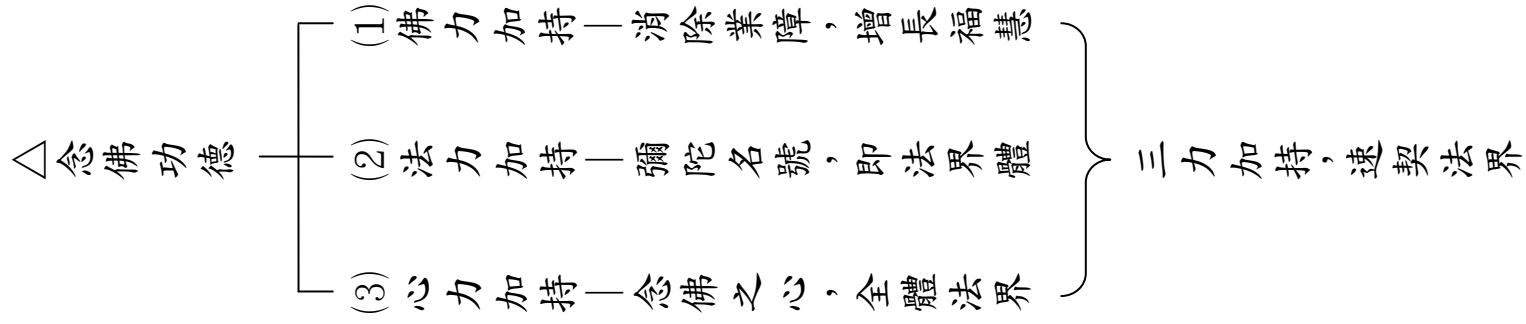 △念佛功德
(1)佛力加持—消除業障，增長福慧
(2)法力加持—彌陀名號，即法界體
(3)心力加持—念佛之心，全體法界
三力加持，速契法界